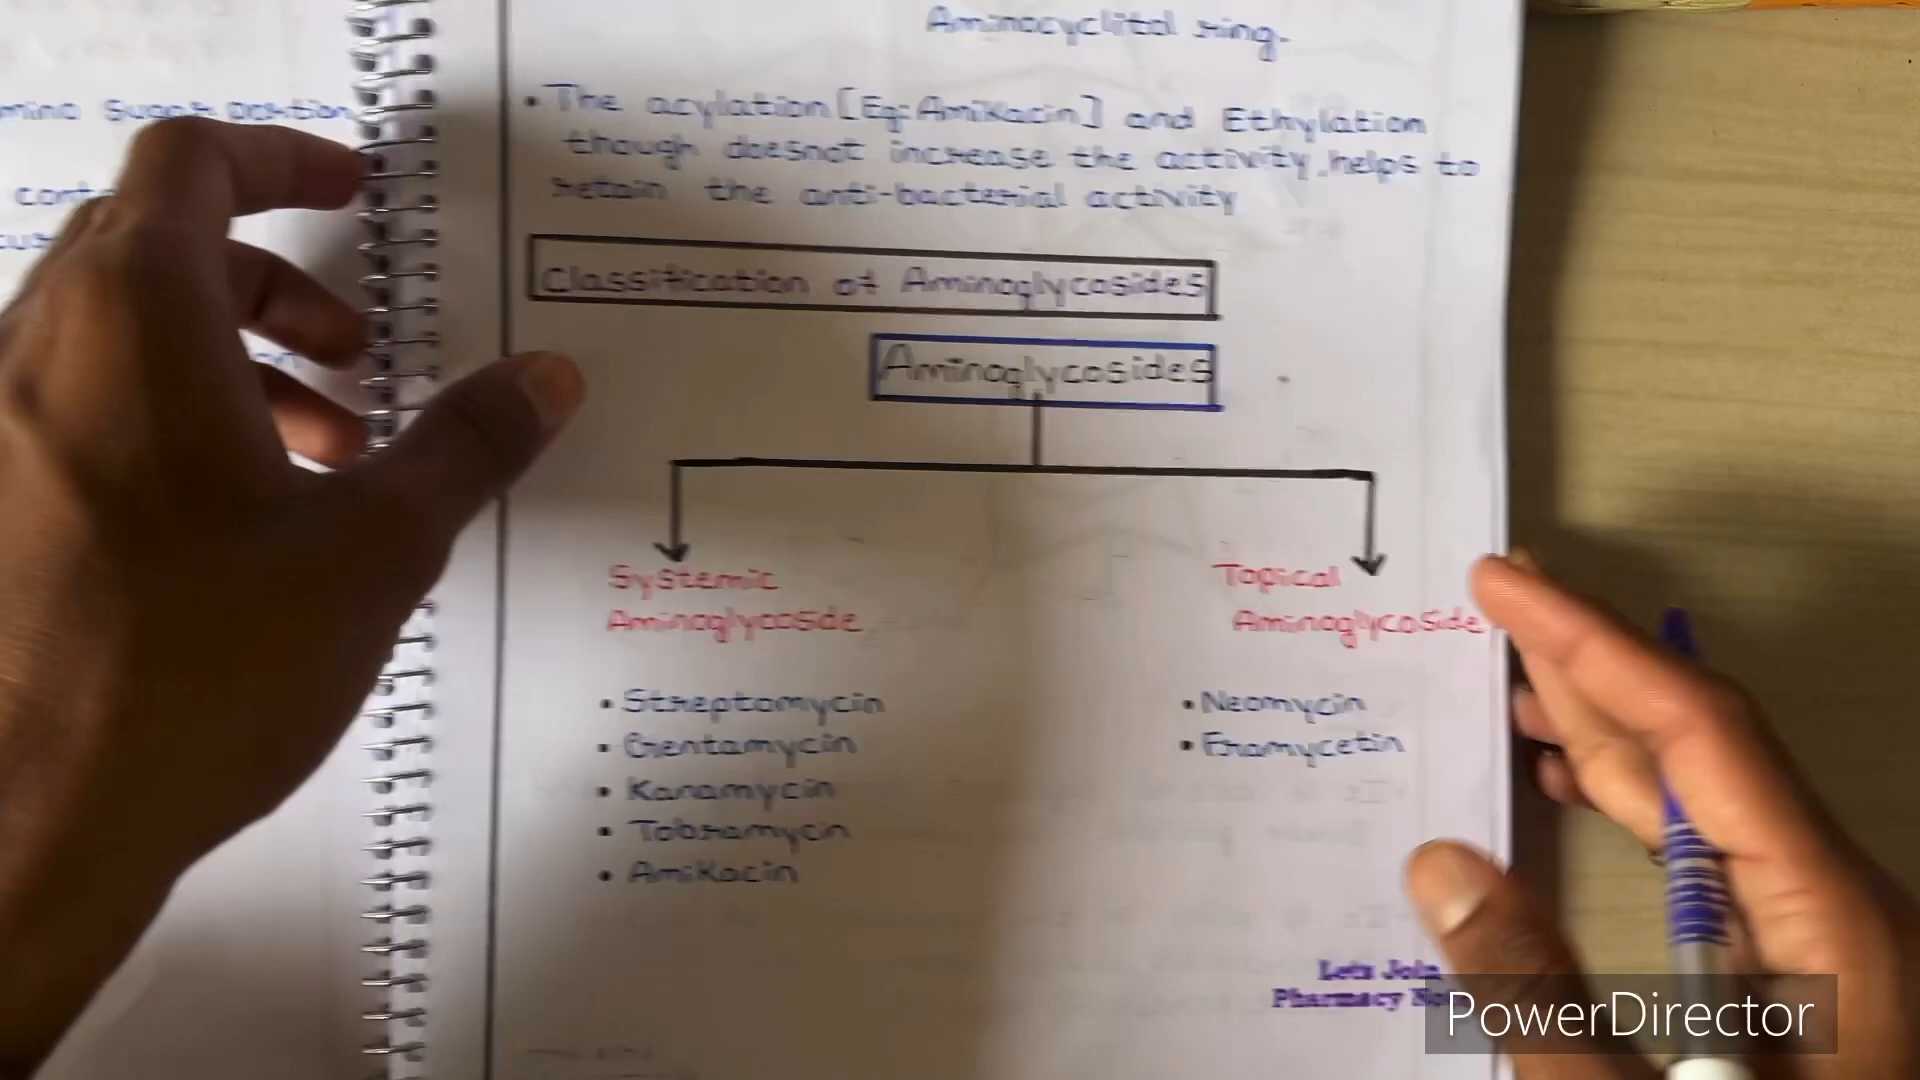 Aminocyclitol ring.
• The acylation [Eg: Amikacin] and Ethylation
though doesnot increase the activity, helps to
retain the anti-bacterial activity
Classification of Aminoglycosides
Aminoglycosides
Systemic
Aminoglycoside
• Streptomycin
• Gentamycin
• Kanamycin
• Tobramycin
• Amikacin
Topical
Aminoglycoside
• Neomycin
• Framycetin
Lets Join
Pharmacy
PowerDirector